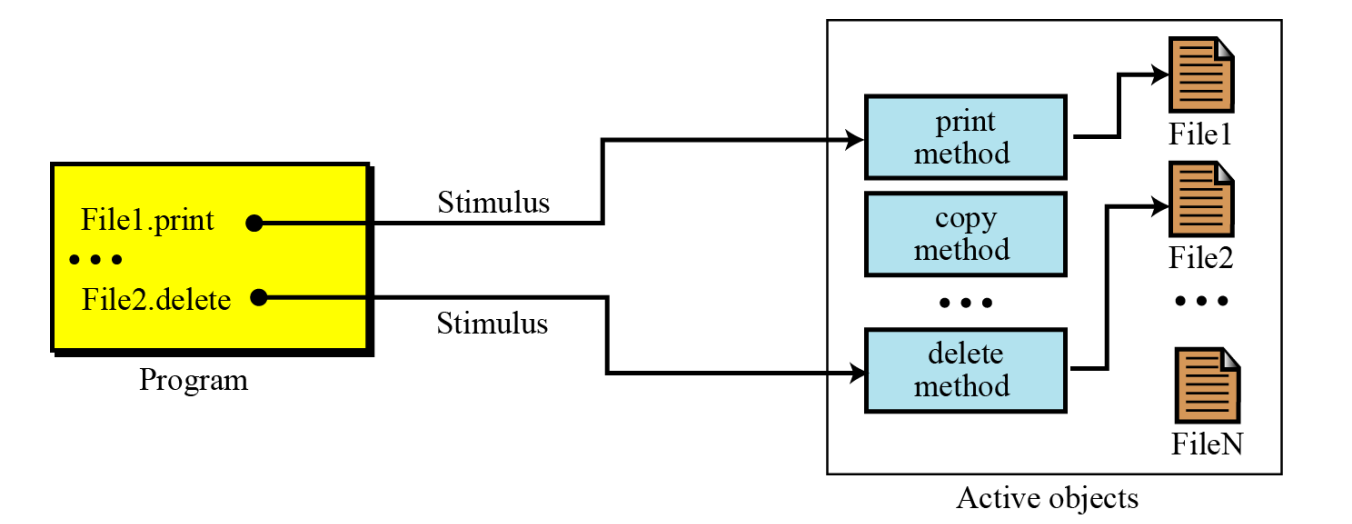 File1.print
• • •
File2.delete
Program
Stimulus
Stimulus
print
method
copy
method
• • •
delete
method
File1
File2
• • •
FileN
Active objects